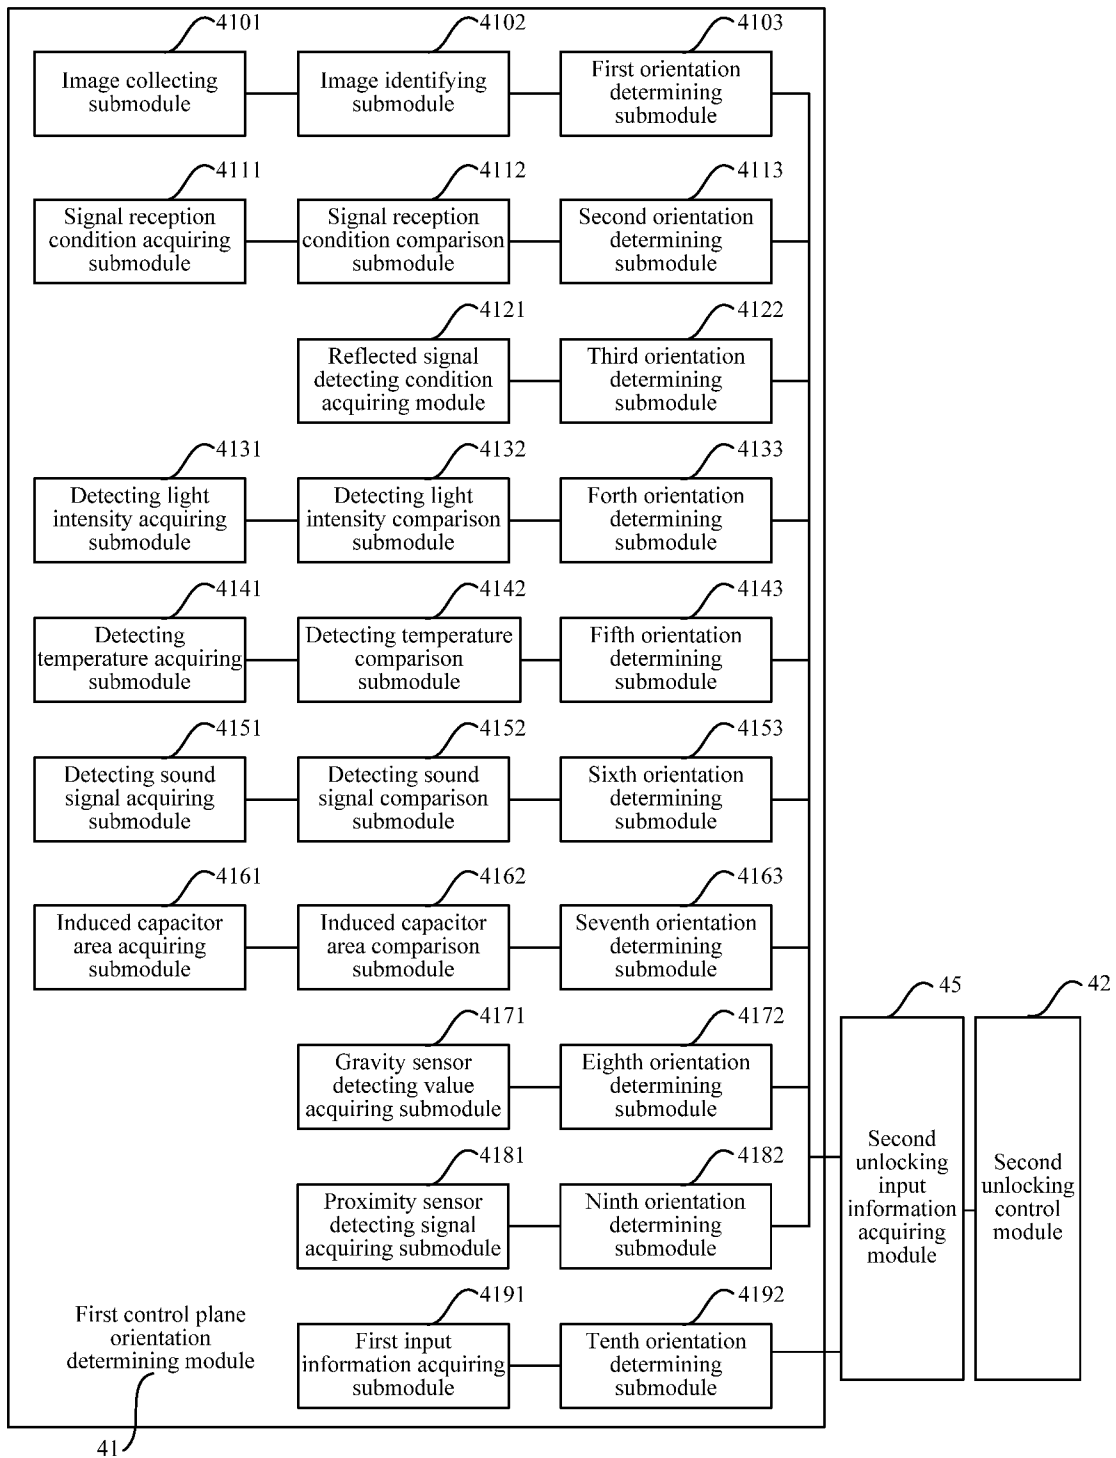 4101
4102
4103
Image collecting
submodule
Image identifying
submodule
First orientation
determining
submodule
4111
4112
4113
Signal reception
condition acquiring
submodule
Signal reception
condition comparison
submodule
Second orientation
determining
submodule
4121
4122
Reflected signal
detecting condition
acquiring module
Third orientation
determining
submodule
4131
4132
4133
Detecting light
intensity acquiring
submodule
Detecting light
intensity comparison
submodule
Forth orientation
determining
submodule
4141
4142
4143
Detecting
temperature acquiring
submodule
Detecting temperature
comparison
submodule
Fifth orientation
determining
submodule
4151
4152
4153
Detecting sound
signal acquiring
submodule
Detecting sound
signal comparison
submodule
Sixth orientation
determining
submodule
4161
4162
4163
Induced capacitor
area acquiring
submodule
Induced capacitor
area comparison
submodule
Seventh orientation
determining
submodule
4171
4172
Gravity sensor
detecting value
acquiring submodule
Eighth orientation
determining
submodule
4181
4182
Proximity sensor
detecting signal
acquiring submodule
Ninth orientation
determining
submodule
4191
4192
First input
information acquiring
submodule
Tenth orientation
determining
submodule
First control plane
orientation
determining module
41
45
42
Second
unlocking
input
information
acquiring
module
Second
unlocking
control
module